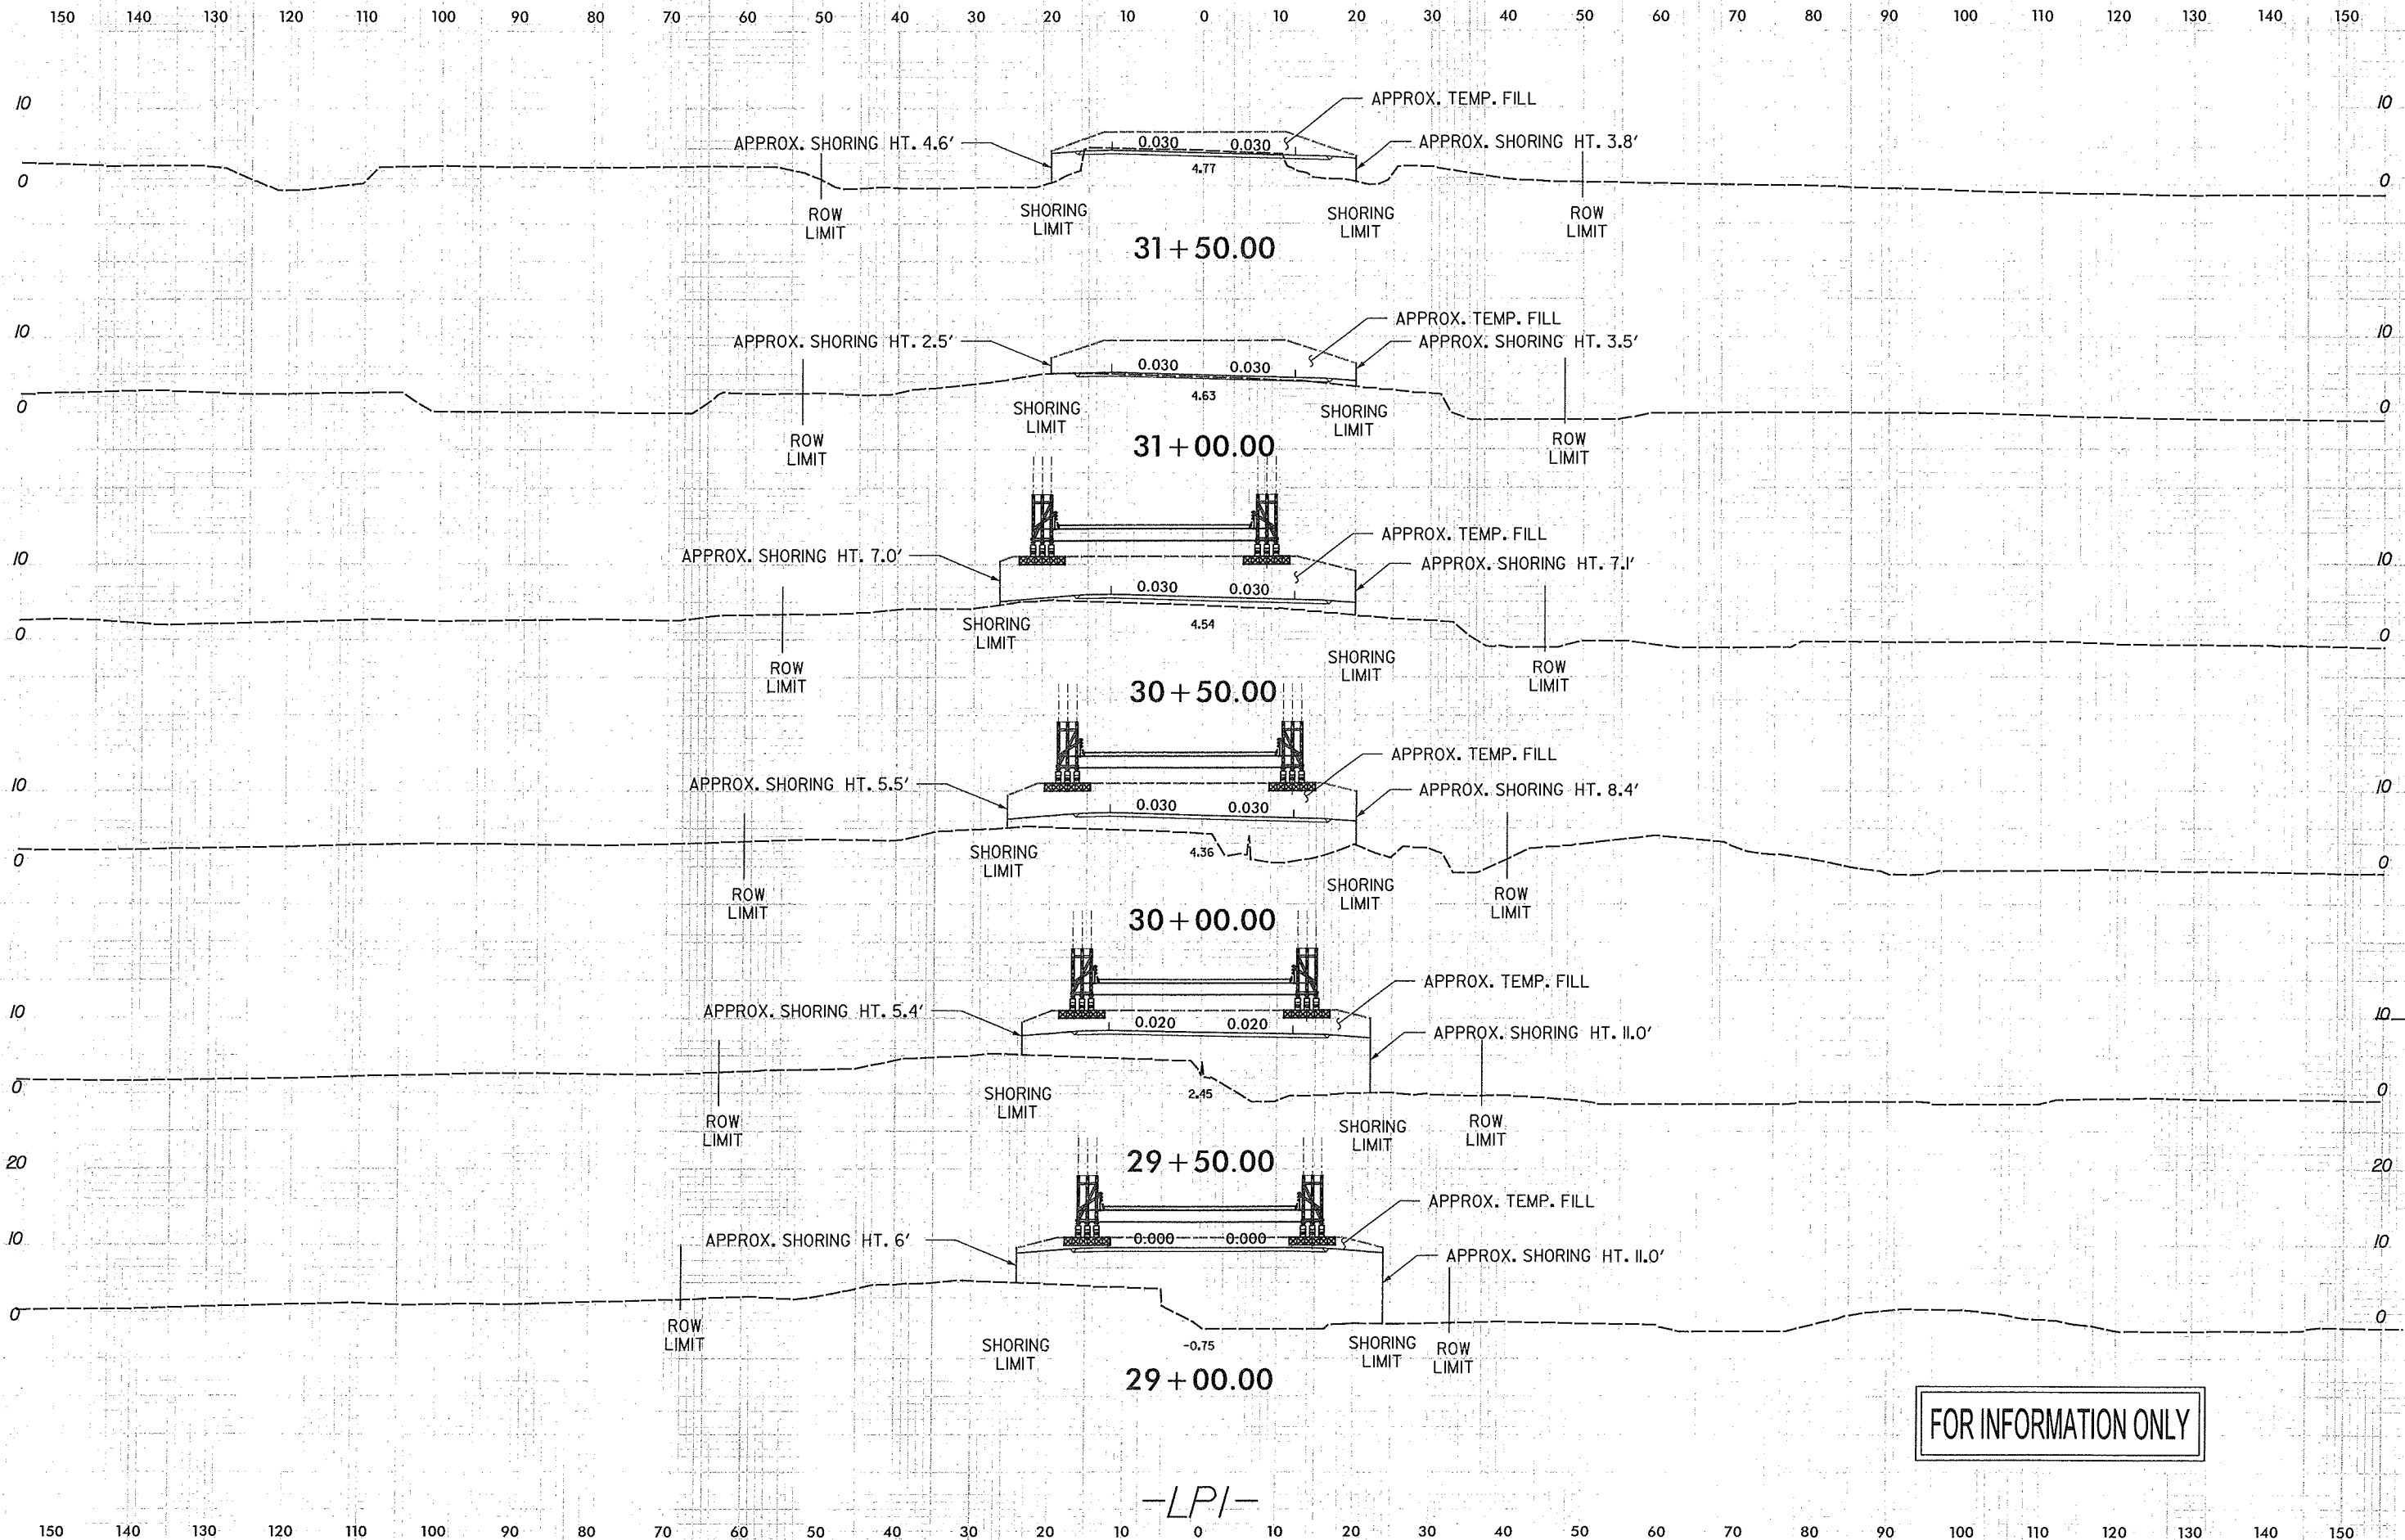 150 140 130 120 110 100 90 80 70 60 50 40 30 20 10 0 10 20 30 40 50 60 70 80 90 100 110 120 130 140 150
APPROX. TEMP. FILL
10 10
APPROX. SHORING HT. 4.6' 0.030 0.030 APPROX. SHORING HT. 3.8'
4.77
0 0
ROW LIMIT
SHORING LIMIT
SHORING LIMIT
ROW LIMIT
31+50.00
APPROX. TEMP. FILL
10 10
APPROX. SHORING HT. 2.5' 0.030 0.030 APPROX. SHORING HT. 3.5'
4.63
0 0
SHORING LIMIT
SHORING LIMIT
ROW LIMIT
ROW LIMIT
31+00.00
APPROX. TEMP. FILL
10 10
APPROX. SHORING HT. 7.0' 0.030 0.030 APPROX. SHORING HT. 7.1'
4.54
0 0
SHORING LIMIT
SHORING LIMIT
ROW LIMIT
ROW LIMIT
30+50.00
APPROX. TEMP. FILL
10 10
APPROX. SHORING HT. 5.5' 0.030 0.030 APPROX. SHORING HT. 8.4'
4.36
0 0
SHORING LIMIT
SHORING LIMIT
ROW LIMIT
ROW LIMIT
30+00.00
APPROX. TEMP. FILL
10 10
APPROX. SHORING HT. 5.4' 0.020 0.020 APPROX. SHORING HT. 11.0'
2.45
0 0
SHORING LIMIT
SHORING LIMIT
ROW LIMIT
ROW LIMIT
29+50.00
20 20
APPROX. TEMP. FILL
10 10
APPROX. SHORING HT. 6' 0.000 0.000 APPROX. SHORING HT. 11.0'
0 0
-0.75
ROW LIMIT
SHORING LIMIT
SHORING LIMIT
ROW LIMIT
29+00.00
FOR INFORMATION ONLY
-LP1-
150 140 130 120 110 100 90 80 70 60 50 40 30 20 10 0 10 20 30 40 50 60 70 80 90 100 110 120 130 140 150